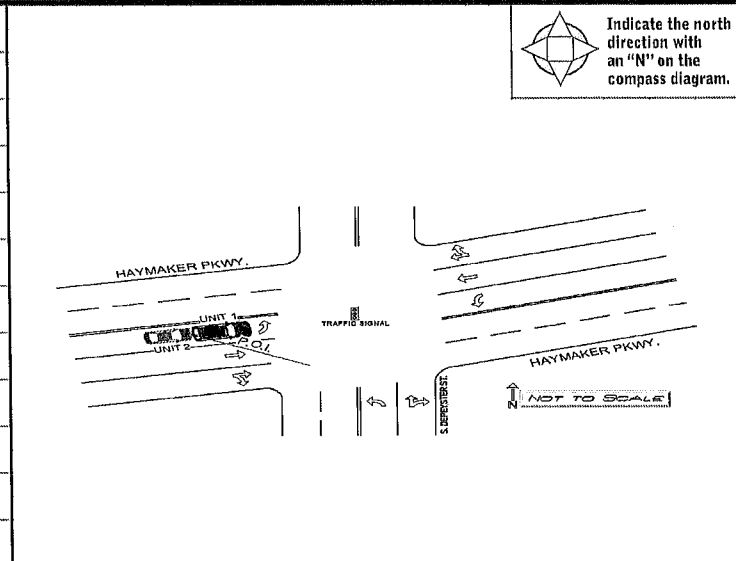 Indicate the north
direction with
an "N" on the
compass diagram.
HAYMAKER PKWY.
UNIT 1
TRAFFIC SIGNAL
UNIT 2
P.O.I.
HAYMAKER PKWY.
S. DEPEYSTER ST.
N
NOT TO SCALE